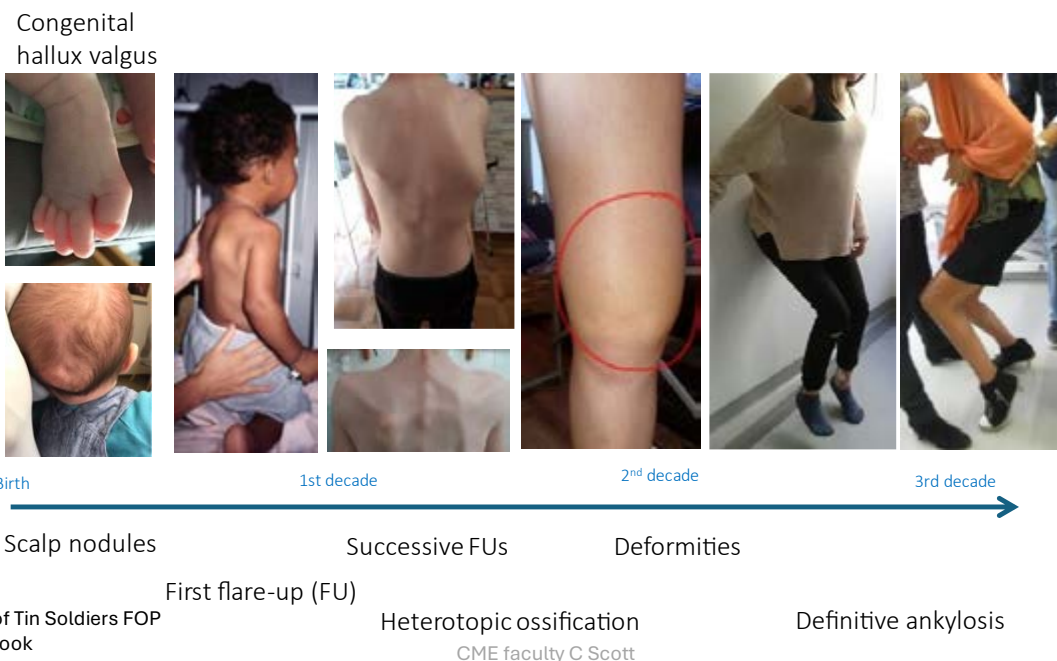 Congenital
hallux valgus
Birth
1st decade
2nd decade
3rd decade
Scalp nodules
Successive FUs
Deformities
First flare-up (FU)
of Tin Soldiers FOP
Heterotopic ossification
Definitive ankylosis
ook
CME faculty C Scott